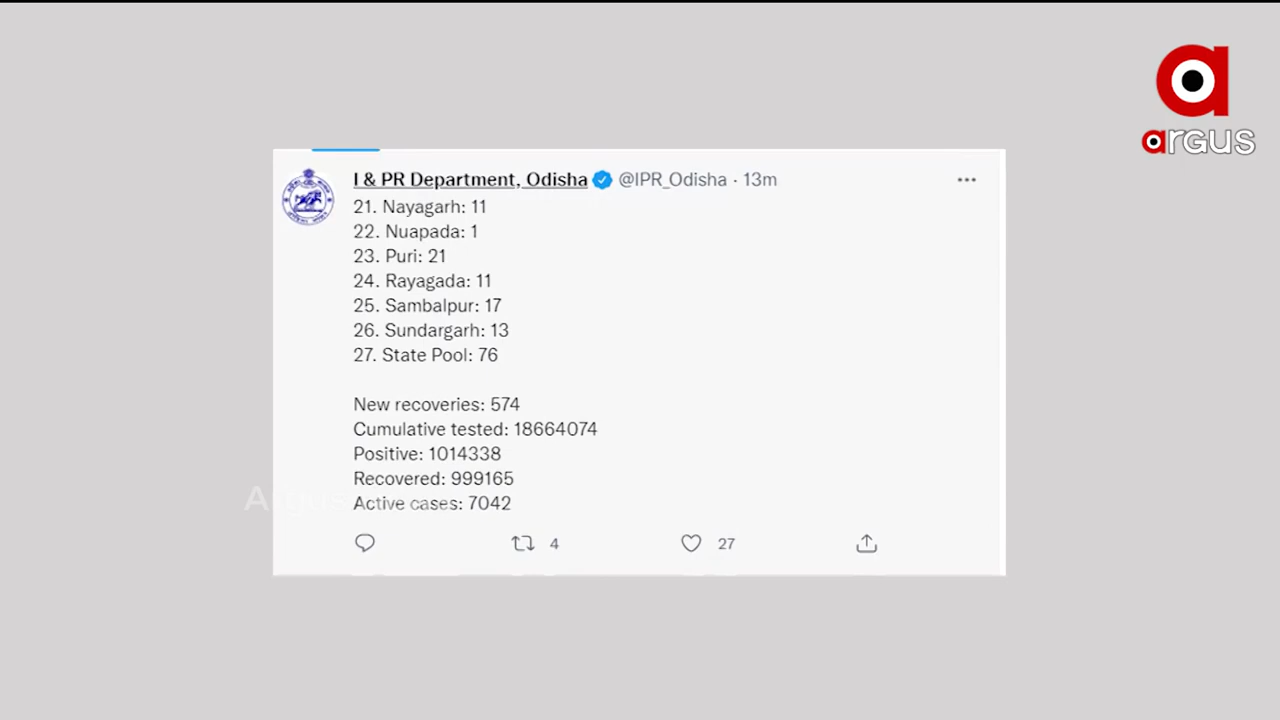 argus
I & PR Department, Odisha @IPR_Odisha · 13m
21. Nayagarh: 11
22. Nuapada: 1
23. Puri: 21
24. Rayagada: 11
25. Sambalpur: 17
26. Sundargarh: 13
27. State Pool: 76
New recoveries: 574
Cumulative tested: 18664074
Positive: 1014338
Recovered: 999165
Active cases: 7042
4 27